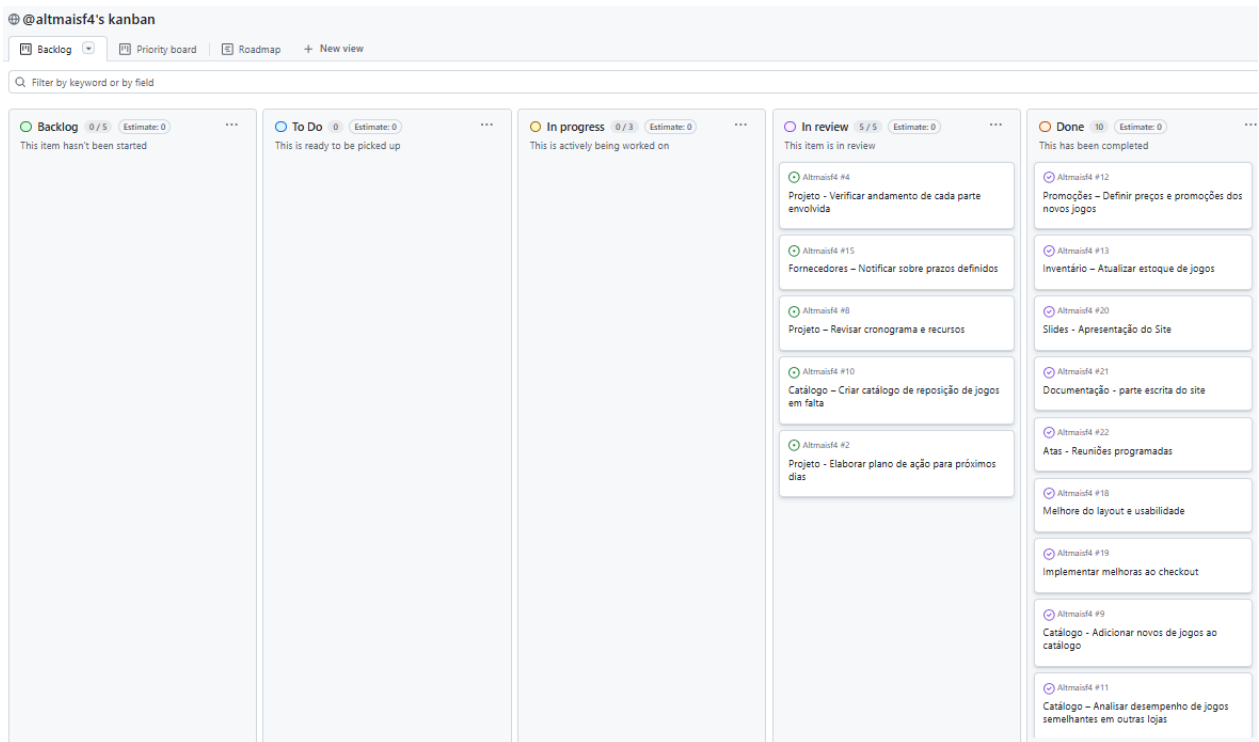 @altmaisf4's kanban
Backlog
Priority board
Roadmap
+ New view
Filter by keyword or by field
Backlog 0 / 5 Estimate: 0 ...
This item hasn't been started
To Do 0 Estimate: 0 ...
This is ready to be picked up
In progress 0 / 3 Estimate: 0 ...
This is actively being worked on
In review 5 / 5 Estimate: 0 ...
This item is in review
Altmaisf4 #4
Projeto - Verificar andamento de cada parte
envolvida
Altmaisf4 #15
Fornecedores – Notificar sobre prazos definidos
Altmaisf4 #8
Projeto – Revisar cronograma e recursos
Altmaisf4 #10
Catálogo – Criar catálogo de reposição de jogos
em falta
Altmaisf4 #2
Projeto - Elaborar plano de ação para próximos
dias
Done 10 Estimate: 0 ...
This has been completed
Altmaisf4 #12
Promoções – Definir preços e promoções dos
novos jogos
Altmaisf4 #13
Inventário – Atualizar estoque de jogos
Altmaisf4 #20
Slides - Apresentação do Site
Altmaisf4 #21
Documentação - parte escrita do site
Altmaisf4 #22
Atas - Reuniões programadas
Altmaisf4 #18
Melhore do layout e usabilidade
Altmaisf4 #19
Implementar melhoras ao checkout
Altmaisf4 #9
Catálogo - Adicionar novos de jogos ao
catálogo
Altmaisf4 #11
Catálogo – Analisar desempenho de jogos
semelhantes em outras lojas